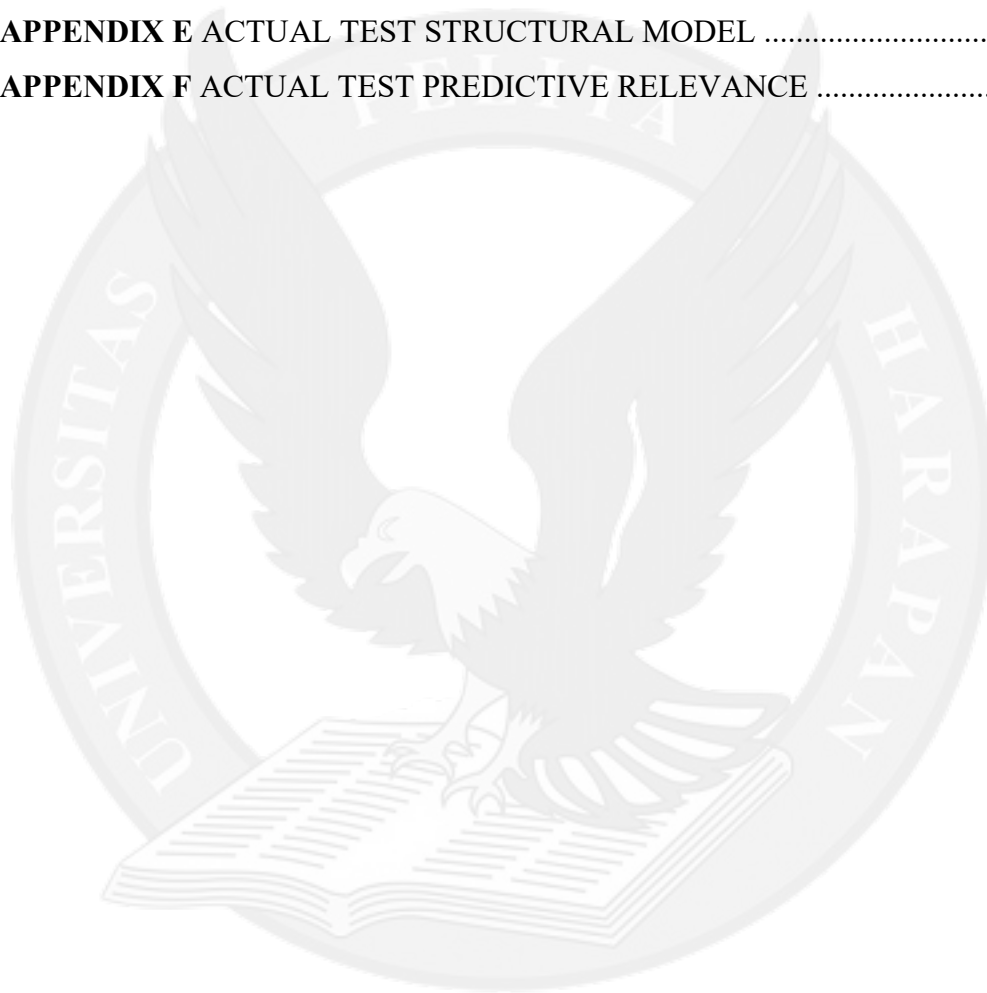 APPENDIX E ACTUAL TEST STRUCTURAL MODEL ............................
APPENDIX F ACTUAL TEST PREDICTIVE RELEVANCE ......................
UNIVERSITAS PELITA HARAPAN